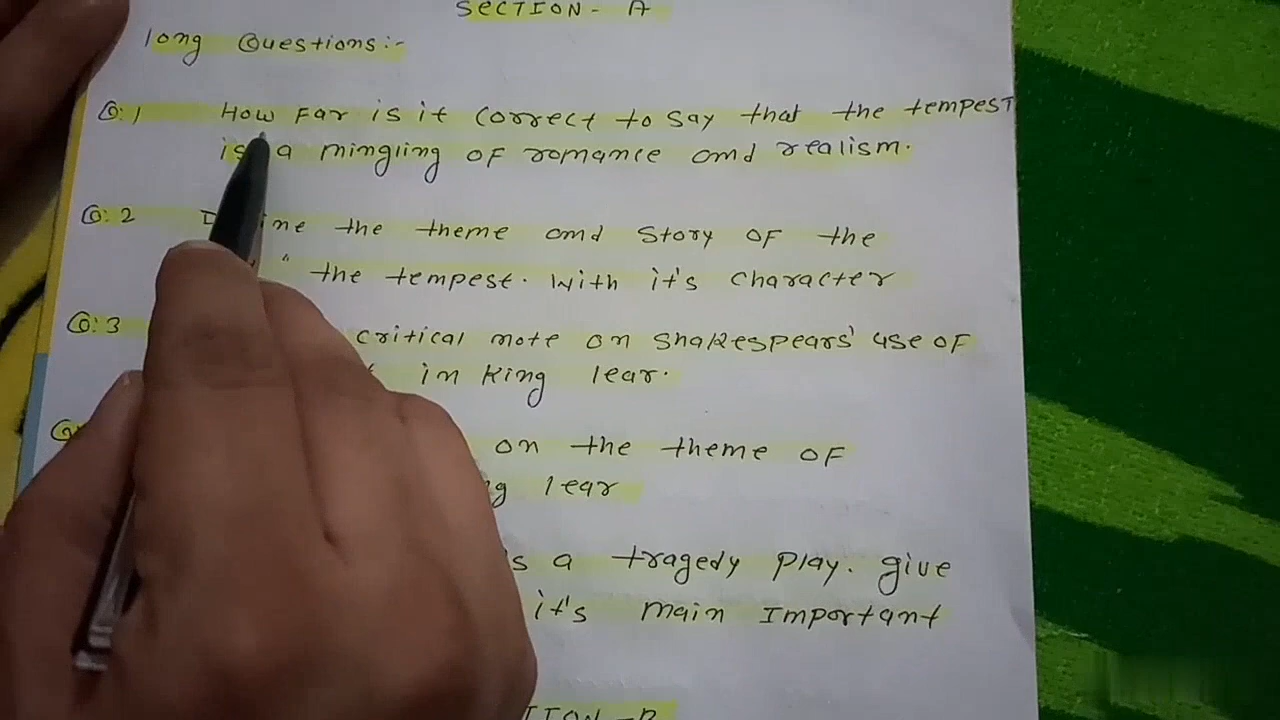 SECTION - A
long Questions:-
Q:1 How Far is it Correct to Say that the tempest
is a mingling OF romance and realism.
Q:2 the theme and Story OF the
" the tempest. With it's Character
Q:3 critical note on Shakespears' use OF
in King lear.
on the theme OF
lear
a tragedy Play. give
it's main Important